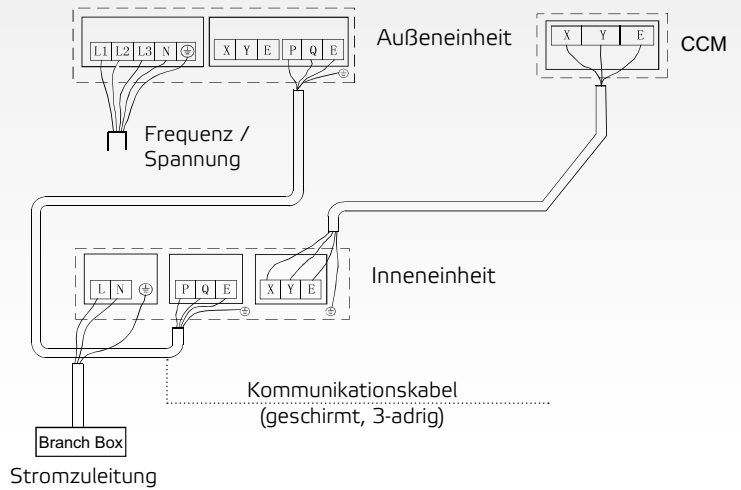 L1 L2 L3 N
X Y E P Q E
Außeneinheit
X Y E
CCM
Frequenz /
Spannung
L N
P Q E
X Y E
Inneneinheit
Kommunikationskabel
(geschirmt, 3-adrig)
Branch Box
Stromzuleitung